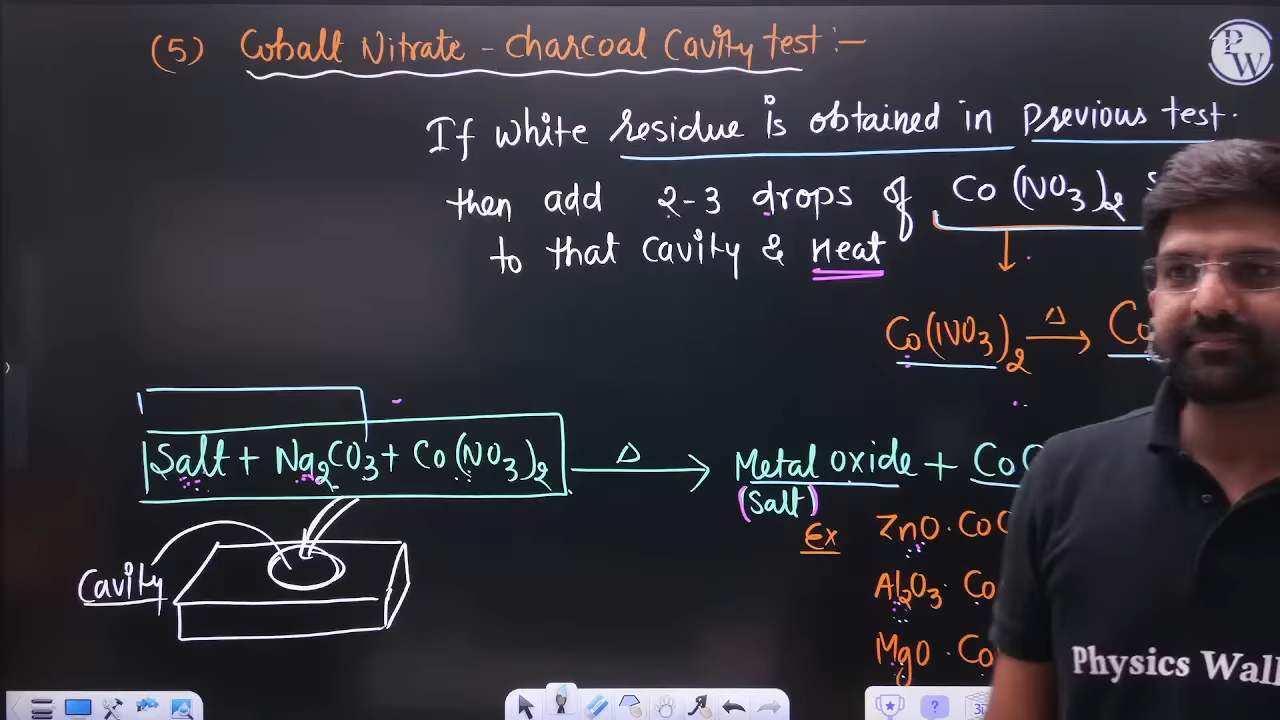 (5) Cobalt Nitrate - Charcoal Cavity test :-
PW
If white residue is obtained in previous test.
then add 2-3 drops of Co(NO3)2 S
to that cavity & heat
Co(NO3)2 Δ→ Co
Salt + Na2CO3 + Co(NO3)2 Δ→ Metal oxide + CoO
(Salt)
Ex ZnO·CoO
Cavity
Al2O3·Co
MgO·Co
Physics Wall